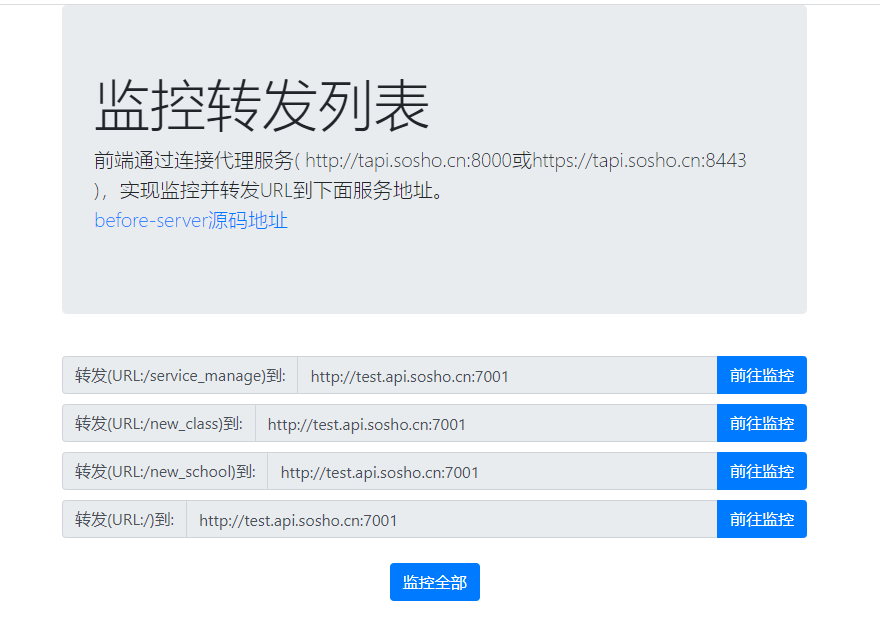 监控转发列表
前端通过连接代理服务( http://tapi.sosho.cn:8000或https://tapi.sosho.cn:8443
)，实现监控并转发URL到下面服务地址。
before-server源码地址
转发(URL:/service_manage)到: http://test.api.sosho.cn:7001 前往监控
转发(URL:/new_class)到: http://test.api.sosho.cn:7001 前往监控
转发(URL:/new_school)到: http://test.api.sosho.cn:7001 前往监控
转发(URL:/)到: http://test.api.sosho.cn:7001 前往监控
监控全部